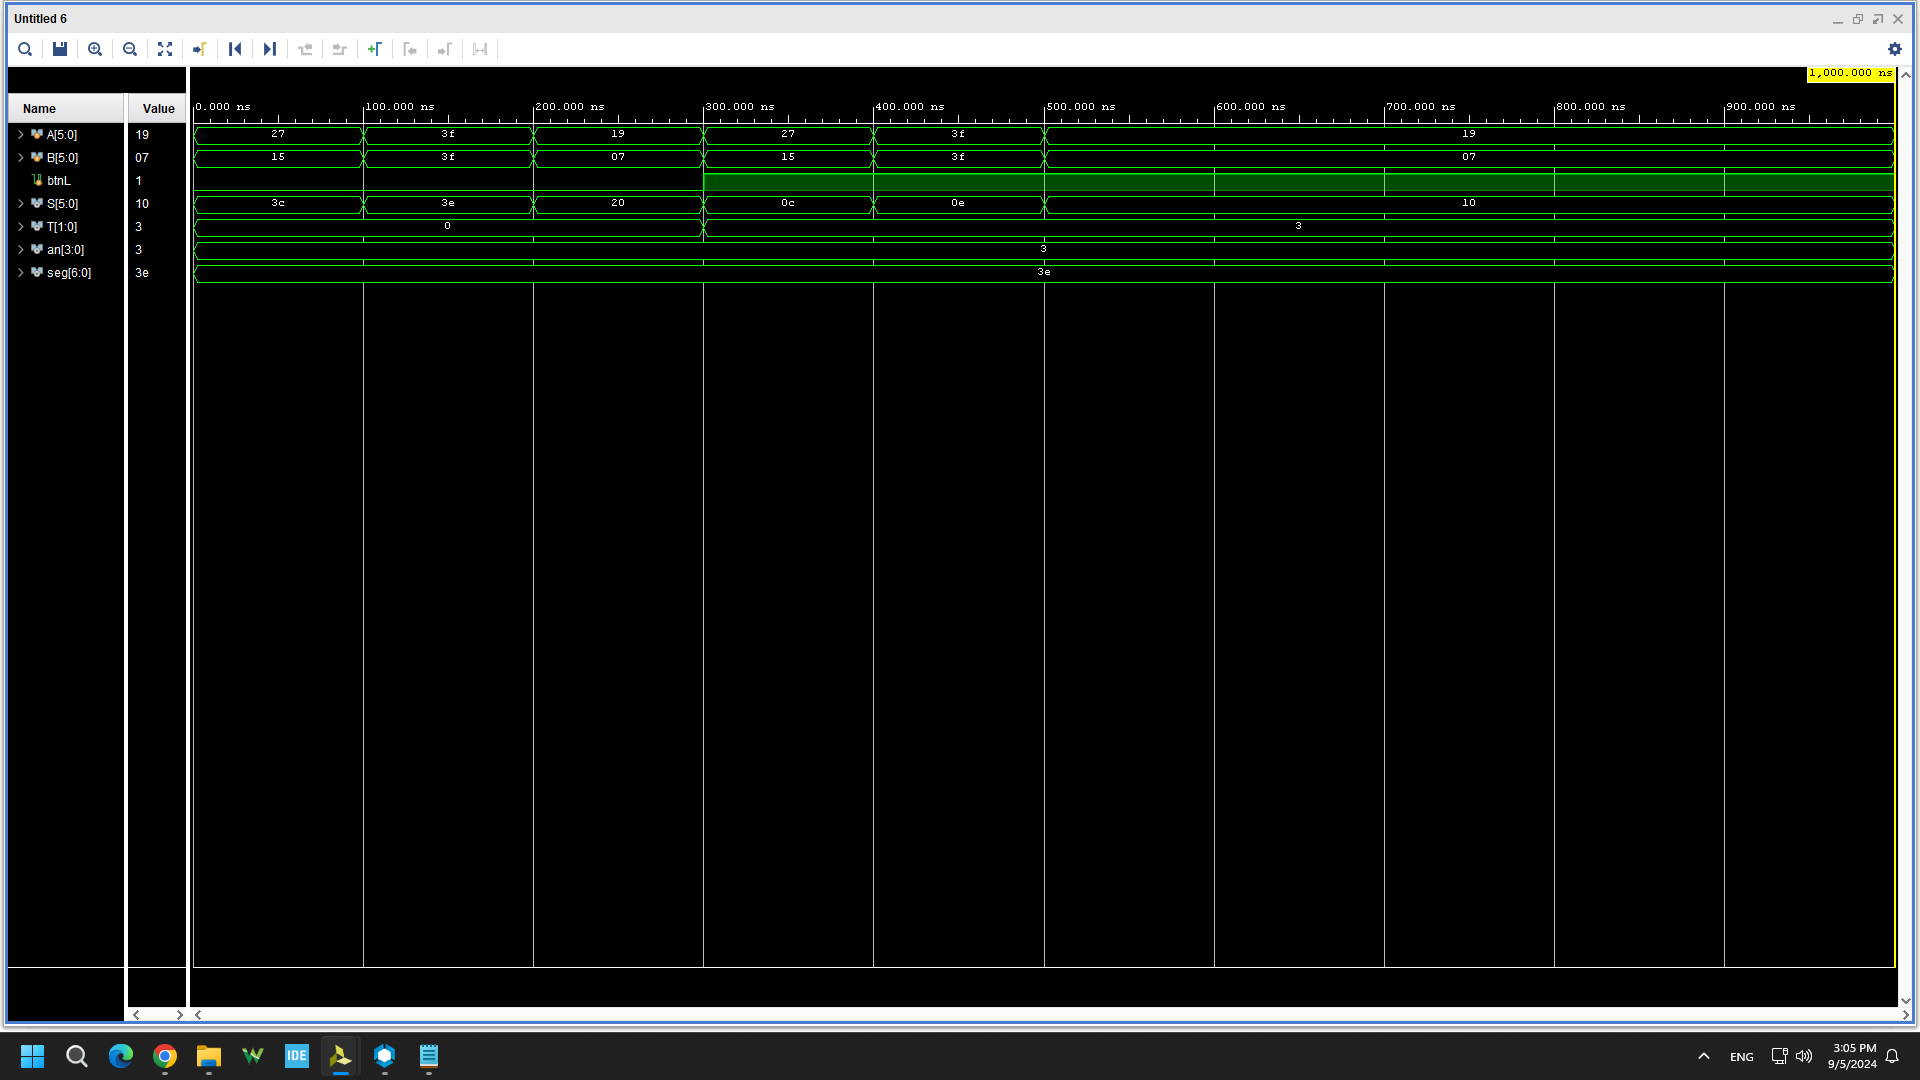 Untitled 6
1,000.000 ns
Name Value 0.000 ns 100.000 ns 200.000 ns 300.000 ns 400.000 ns 500.000 ns 600.000 ns 700.000 ns 800.000 ns 900.000 ns
A[5:0] 19 27 3f 19 27 3f 19
B[5:0] 07 15 3f 07 15 3f 07
btnL 1
S[5:0] 10 3c 3e 20 0c 0e 10
T[1:0] 3 0 3
an[3:0] 3 3
seg[6:0] 3e 3e
IDE
ENG
3:05 PM
9/5/2024